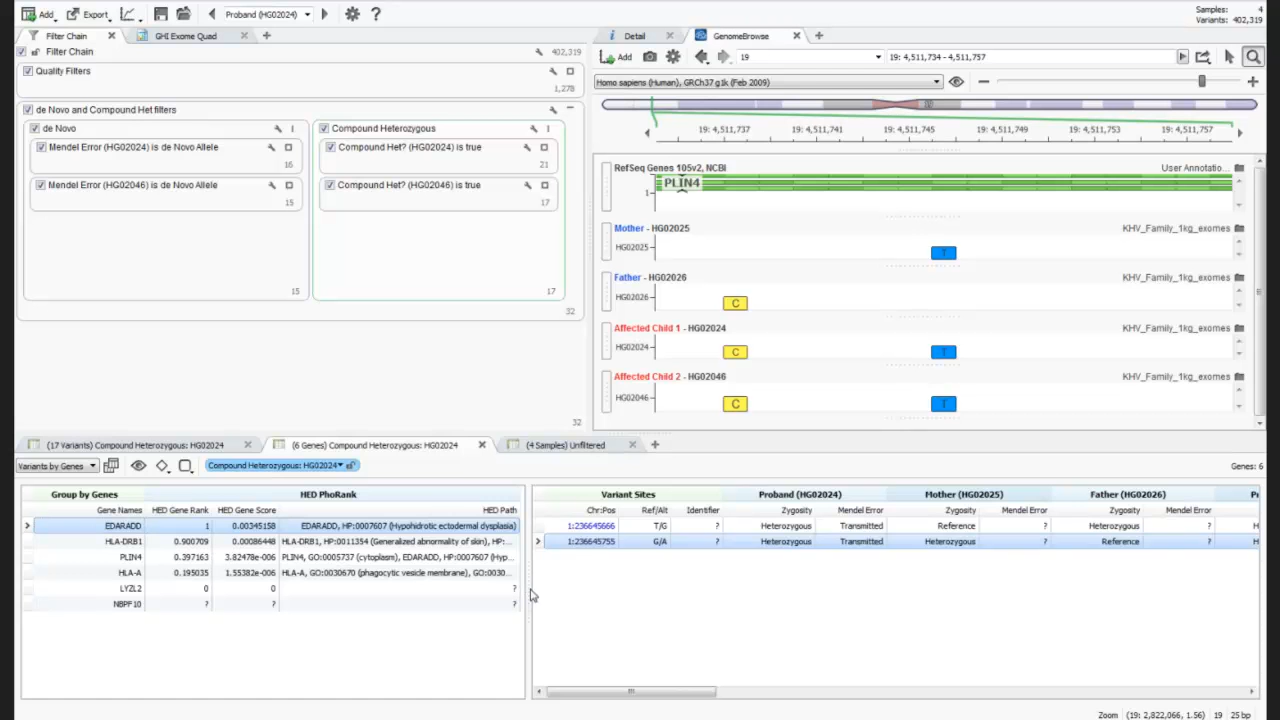 Add Export Proband (HG02024) ? Samples: 4
Variants: 402,319
Filter Chain GHI Exome Quad
Filter Chain 402,319
Quality Filters
1,278
de Novo and Compound Het filters
de Novo
Mendel Error (HG02024) is de Novo Allele
16
Mendel Error (HG02046) is de Novo Allele
15
15
Compound Heterozygous
Compound Het? (HG02024) is true
21
Compound Het? (HG02046) is true
17
17
32
32
Detail GenomeBrowse
Add 19 19: 4,511,734 - 4,511,757
Homo sapiens (Human), GRCh37 g1k (Feb 2009)
19: 4,511,737 19: 4,511,741 19: 4,511,745 19: 4,511,749 19: 4,511,753 19: 4,511,757
RefSeq Genes 105v2, NCBI User Annotatio...
PLIN4
1
Mother - HG02025 KHV_Family_1kg_exomes
HG02025 T
Father - HG02026 KHV_Family_1kg_exomes
HG02026 C
Affected Child 1 - HG02024 KHV_Family_1kg_exomes
HG02024 C T
Affected Child 2 - HG02046 KHV_Family_1kg_exomes
HG02046 C T
(17 Variants) Compound Heterozygous: HG02024 (6 Genes) Compound Heterozygous: HG02024 (4 Samples) Unfiltered
Variants by Genes Compound Heterozygous: HG02024 Genes: 6
Group by Genes HED PhoRank
Gene Names HED Gene Rank HED Gene Score HED Path
EDARADD 1 0.00345158 EDARADD, HP:0007607 (Hypohidrotic ectodermal dysplasia)
HLA-DRB1 0.900709 0.00086448 HLA-DRB1, HP:0011354 (Generalized abnormality of skin), HP:...
PLIN4 0.397163 3.82478e-006 PLIN4, GO:0005737 (cytoplasm), EDARADD, HP:0007607 (Hyp...
HLA-A 0.195035 1.55382e-006 HLA-A, GO:0030670 (phagocytic vesicle membrane), GO:0030...
LYZL2 0 0 ?
NBPF10 ? ? ?
Variant Sites Proband (HG02024) Mother (HG02025) Father (HG02026)
Chr:Pos Ref/Alt Identifier Zygosity Mendel Error Zygosity Mendel Error Zygosity Mendel Error
1:236645666 T/G ? Heterozygous Transmitted Reference ? Heterozygous ? H
1:236645755 G/A ? Heterozygous Transmitted Heterozygous ? Reference ? H
Zoom (19: 2,822,066, 1.56) 19 25 bp